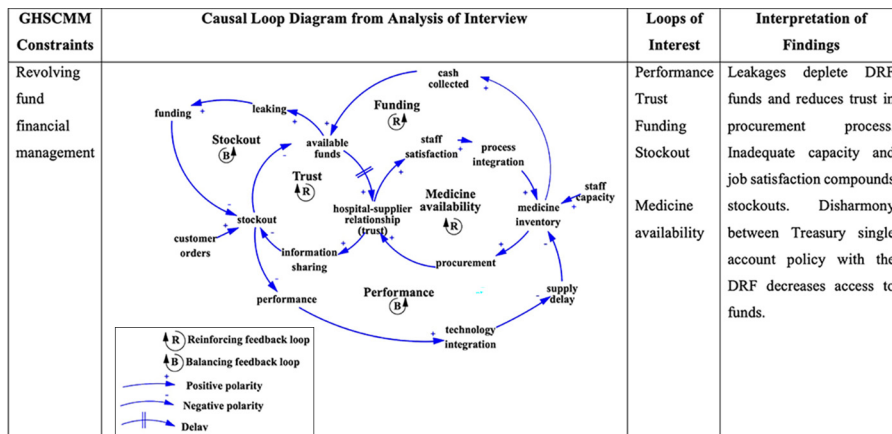 GHSCMM
Constraints
Causal Loop Diagram from Analysis of Interview
Loops of
Interest
Interpretation of
Findings
Revolving
fund
financial
management
cash
collected
leaking
funding
Funding
R
available
funds
Stockout
B
staff
satisfaction
process
integration
Trust
R
Medicine
availability
R
staff
capacity
medicine
inventory
stockout
hospital-supplier
relationship
(trust)
customer
orders
information
sharing
procurement
performance
Performance
B
supply
delay
technology
integration
R Reinforcing feedback loop
B Balancing feedback loop
+ Positive polarity
- Negative polarity
Delay
Performance
Trust
Funding
Stockout
Medicine
availability
Leakages deplete DRF
funds and reduces trust in
procurement process.
Inadequate capacity and
job satisfaction compounds
stockouts. Disharmony
between Treasury single
account policy with the
DRF decreases access to
funds.